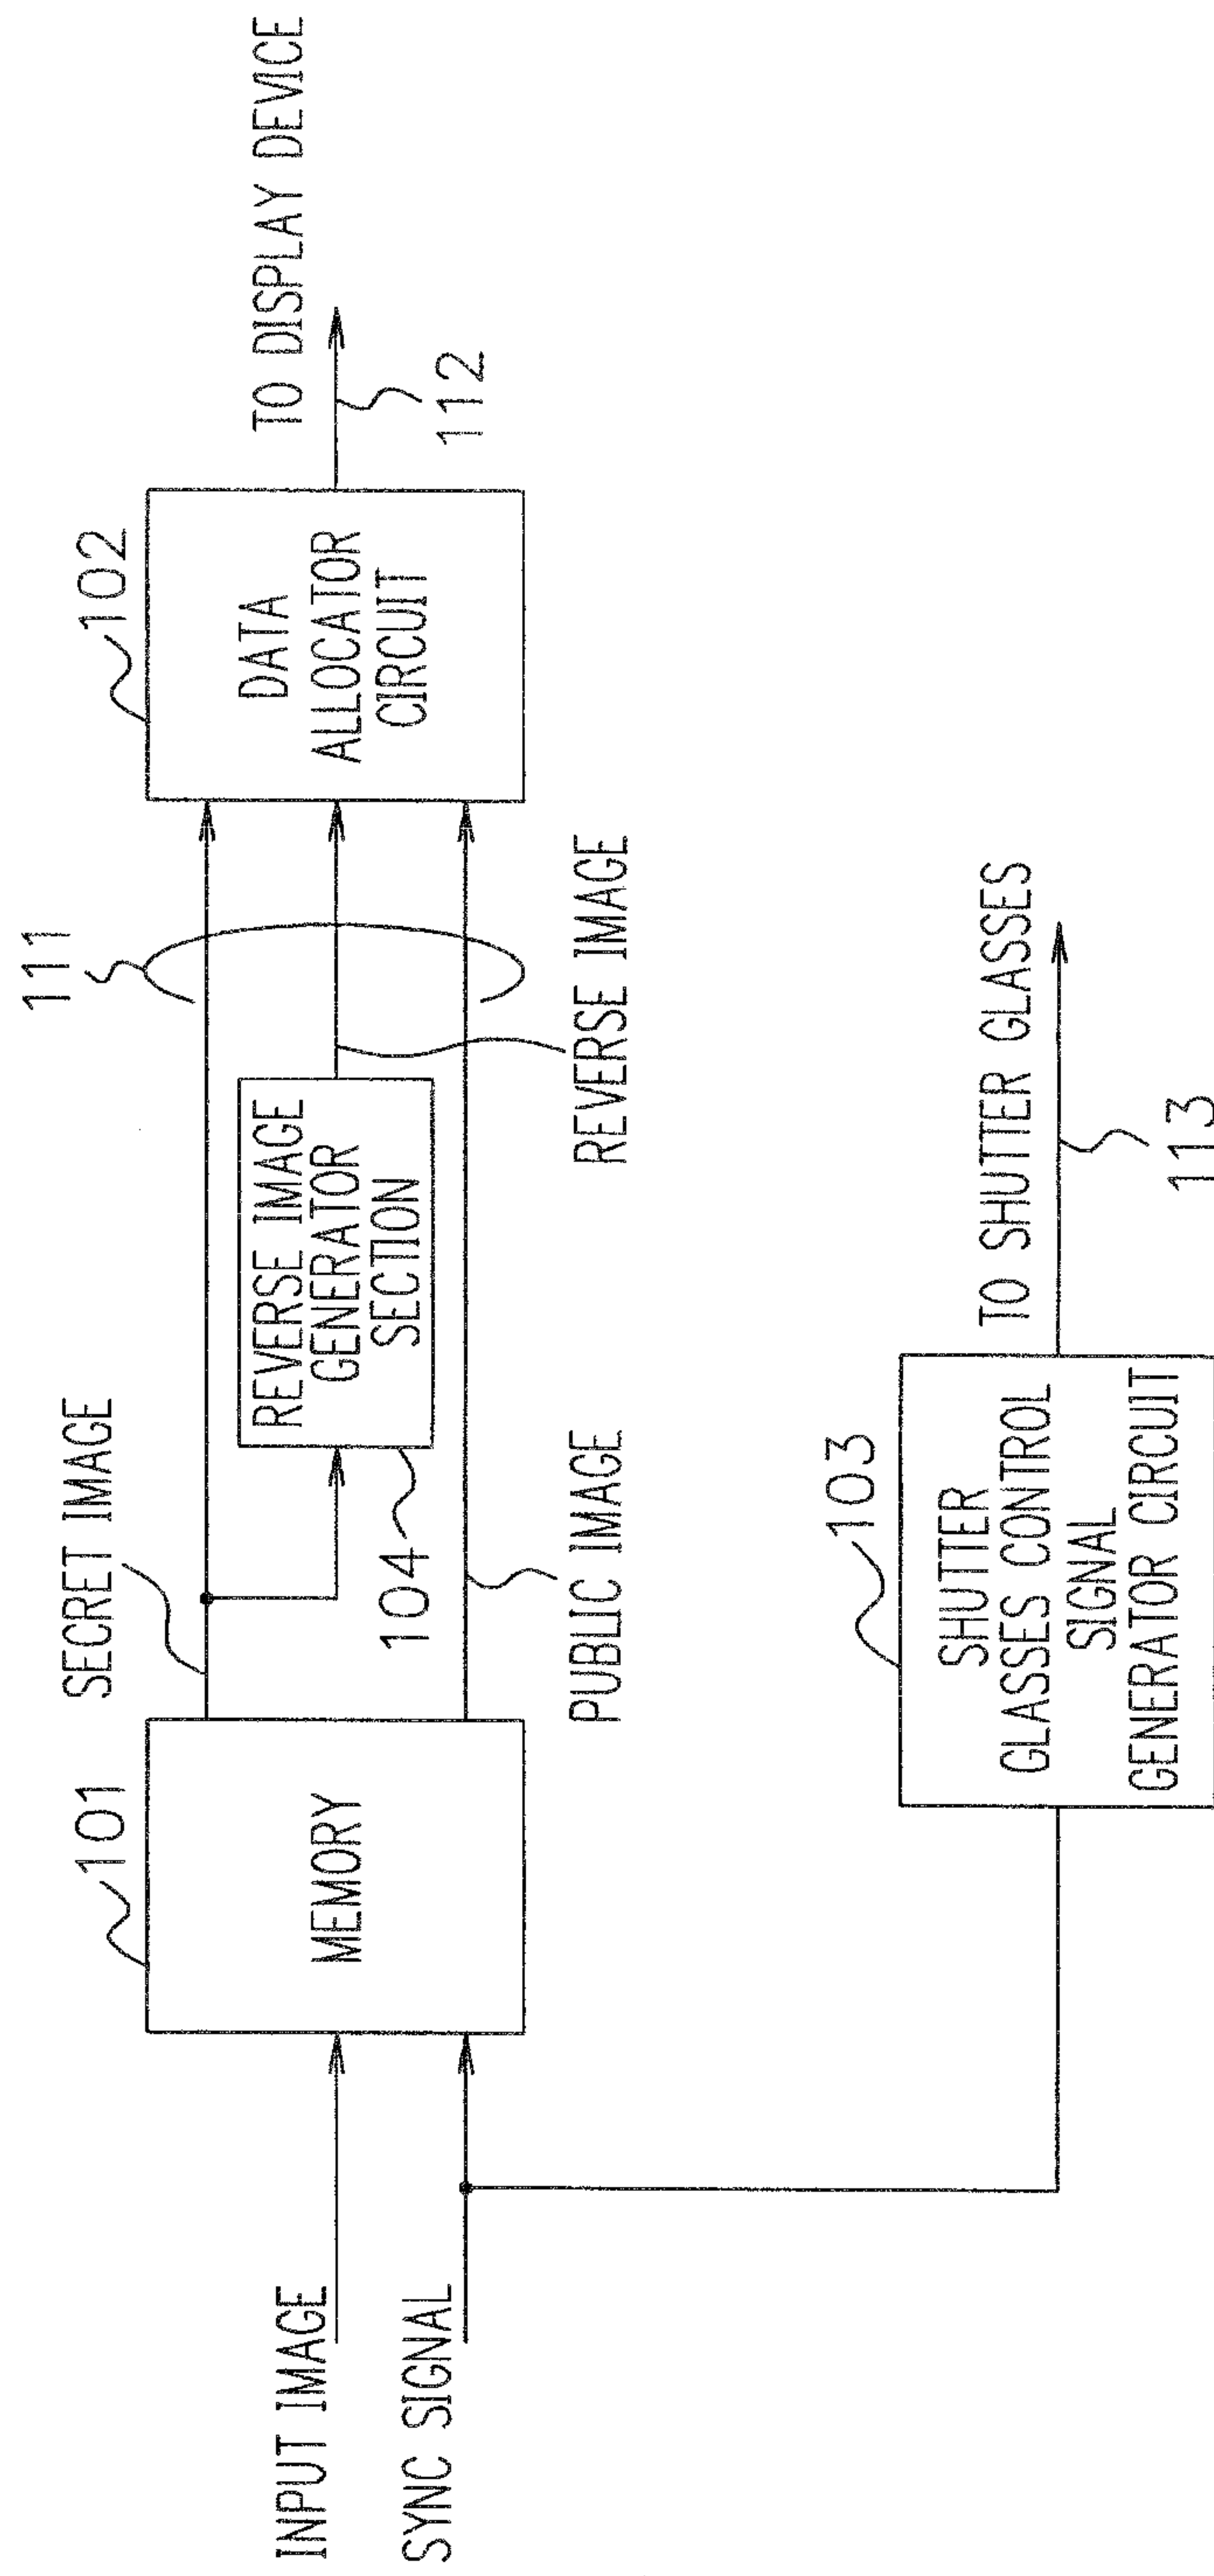 INPUT IMAGE
SYNC SIGNAL
101
MEMORY
SECRET IMAGE
PUBLIC IMAGE
104
REVERSE IMAGE
GENERATOR
SECTION
111
REVERSE IMAGE
102
DATA
ALLOCATOR
CIRCUIT
TO DISPLAY DEVICE
112
103
SHUTTER
GLASSES CONTROL
SIGNAL
GENERATOR CIRCUIT
TO SHUTTER GLASSES
113